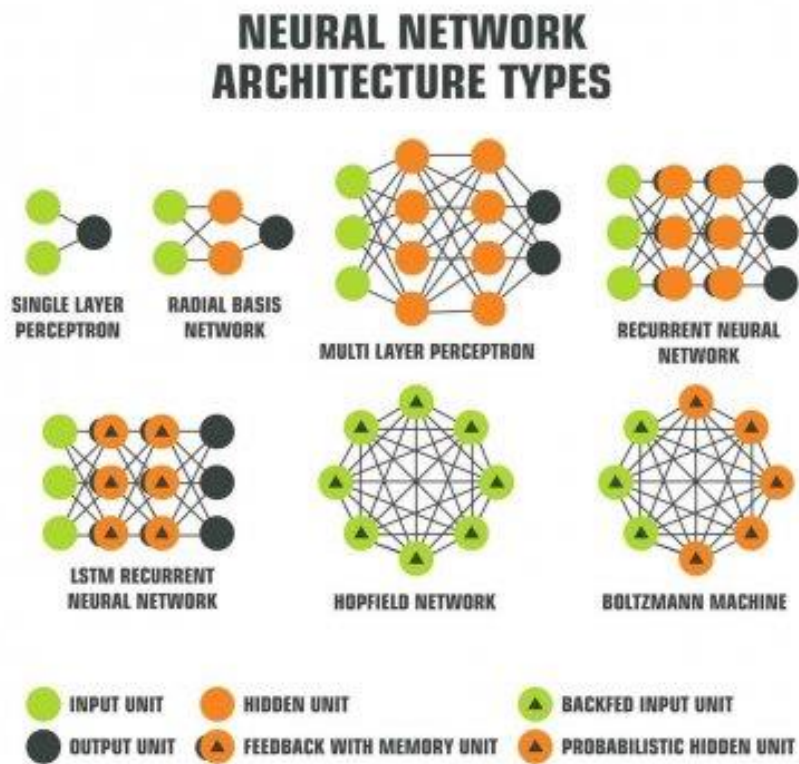 NEURAL NETWORK
ARCHITECTURE TYPES
SINGLE LAYER
PERCEPTRON
RADIAL BASIS
NETWORK
MULTI LAYER PERCEPTRON
RECURRENT NEURAL
NETWORK
LSTM RECURRENT
NEURAL NETWORK
HOPFIELD NETWORK
BOLTZMANN MACHINE
INPUT UNIT
HIDDEN UNIT
BACKFED INPUT UNIT
OUTPUT UNIT
FEEDBACK WITH MEMORY UNIT
PROBABILISTIC HIDDEN UNIT